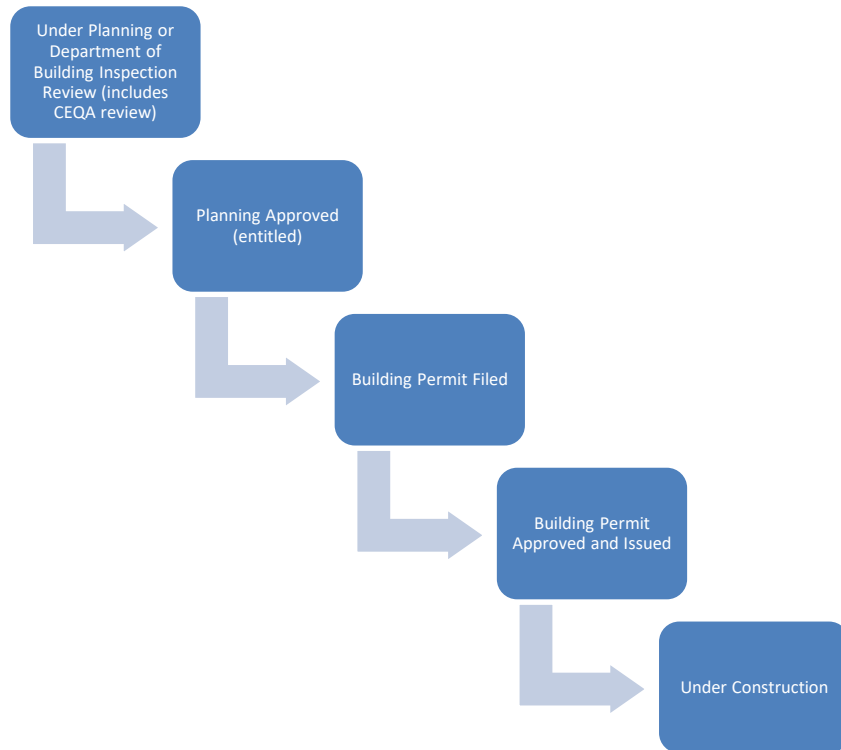 Under Planning or
Department of
Building Inspection
Review (includes
CEQA review)
Planning Approved
(entitled)
Building Permit Filed
Building Permit
Approved and Issued
Under Construction